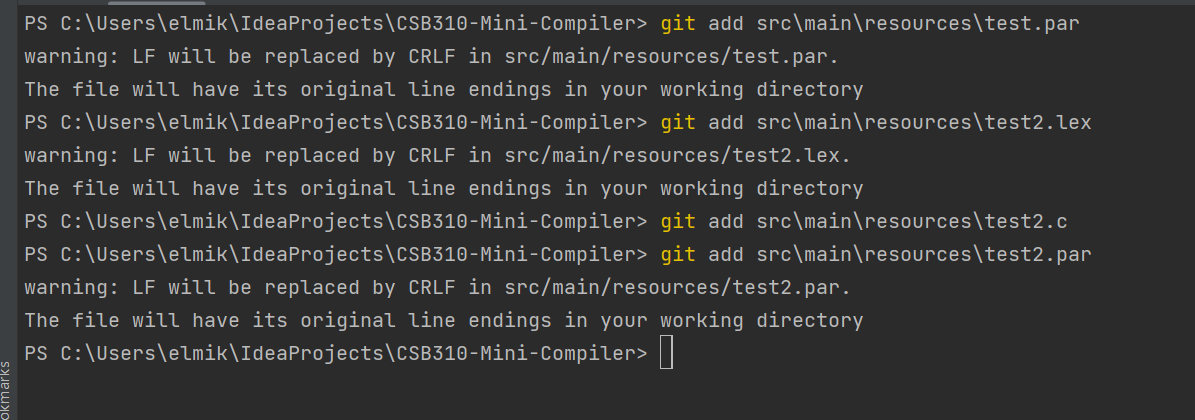 PS C:\Users\elmik\IdeaProjects\CSB310-Mini-Compiler> git add src\main\resources\test.par
warning: LF will be replaced by CRLF in src/main/resources/test.par.
The file will have its original line endings in your working directory
PS C:\Users\elmik\IdeaProjects\CSB310-Mini-Compiler> git add src\main\resources\test2.lex
warning: LF will be replaced by CRLF in src/main/resources/test2.lex.
The file will have its original line endings in your working directory
PS C:\Users\elmik\IdeaProjects\CSB310-Mini-Compiler> git add src\main\resources\test2.c
PS C:\Users\elmik\IdeaProjects\CSB310-Mini-Compiler> git add src\main\resources\test2.par
warning: LF will be replaced by CRLF in src/main/resources/test2.par.
The file will have its original line endings in your working directory
PS C:\Users\elmik\IdeaProjects\CSB310-Mini-Compiler>
okmarks